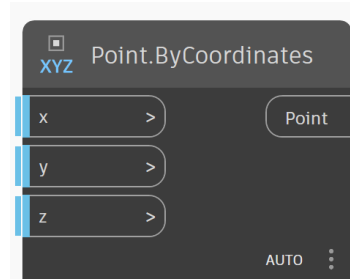 XYZ Point.ByCoordinates
x > Point
y >
z >
AUTO